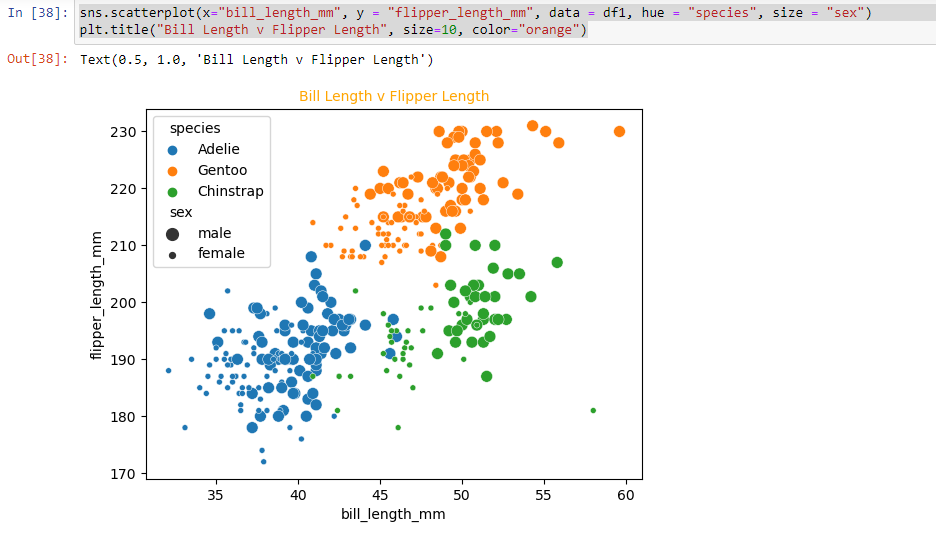 In [38]: sns.scatterplot(x="bill_length_mm", y = "flipper_length_mm", data = df1, hue = "species", size = "sex")
plt.title("Bill Length v Flipper Length", size=10, color="orange")
Out[38]: Text(0.5, 1.0, 'Bill Length v Flipper Length')
Bill Length v Flipper Length
species
Adelie
Gentoo
Chinstrap
sex
male
female
flipper_length_mm
230
220
210
200
190
180
170
35 40 45 50 55 60
bill_length_mm